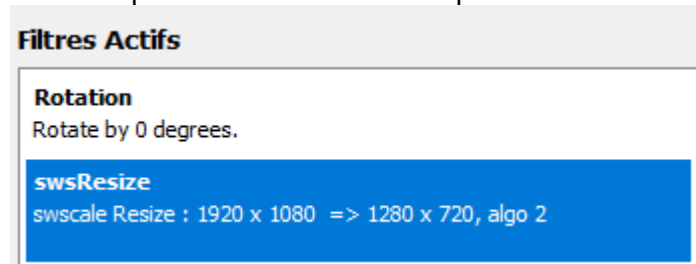 Filtres Actifs
Rotation
Rotate by 0 degrees.
swsResize
swscale Resize : 1920 x 1080  => 1280 x 720, algo 2